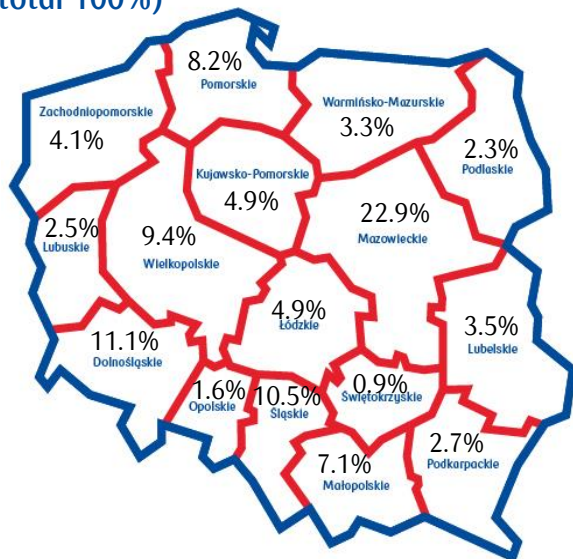 total 100%)
8.2%
Pomorskie
Zachodniopomorskie
4.1%
Warmińsko-Mazurskie
3.3%
2.3%
Podlaskie
Kujawsko-Pomorskie
4.9%
22.9%
Mazowieckie
2.5%
Lubuskie
9.4%
Wielkopolskie
4.9%
Łódzkie
3.5%
Lubelskie
11.1%
Dolnośląskie
1.6%
Opolskie
10.5%
Śląskie
0.9%
Świętokrzyskie
7.1%
Małopolskie
2.7%
Podkarpackie